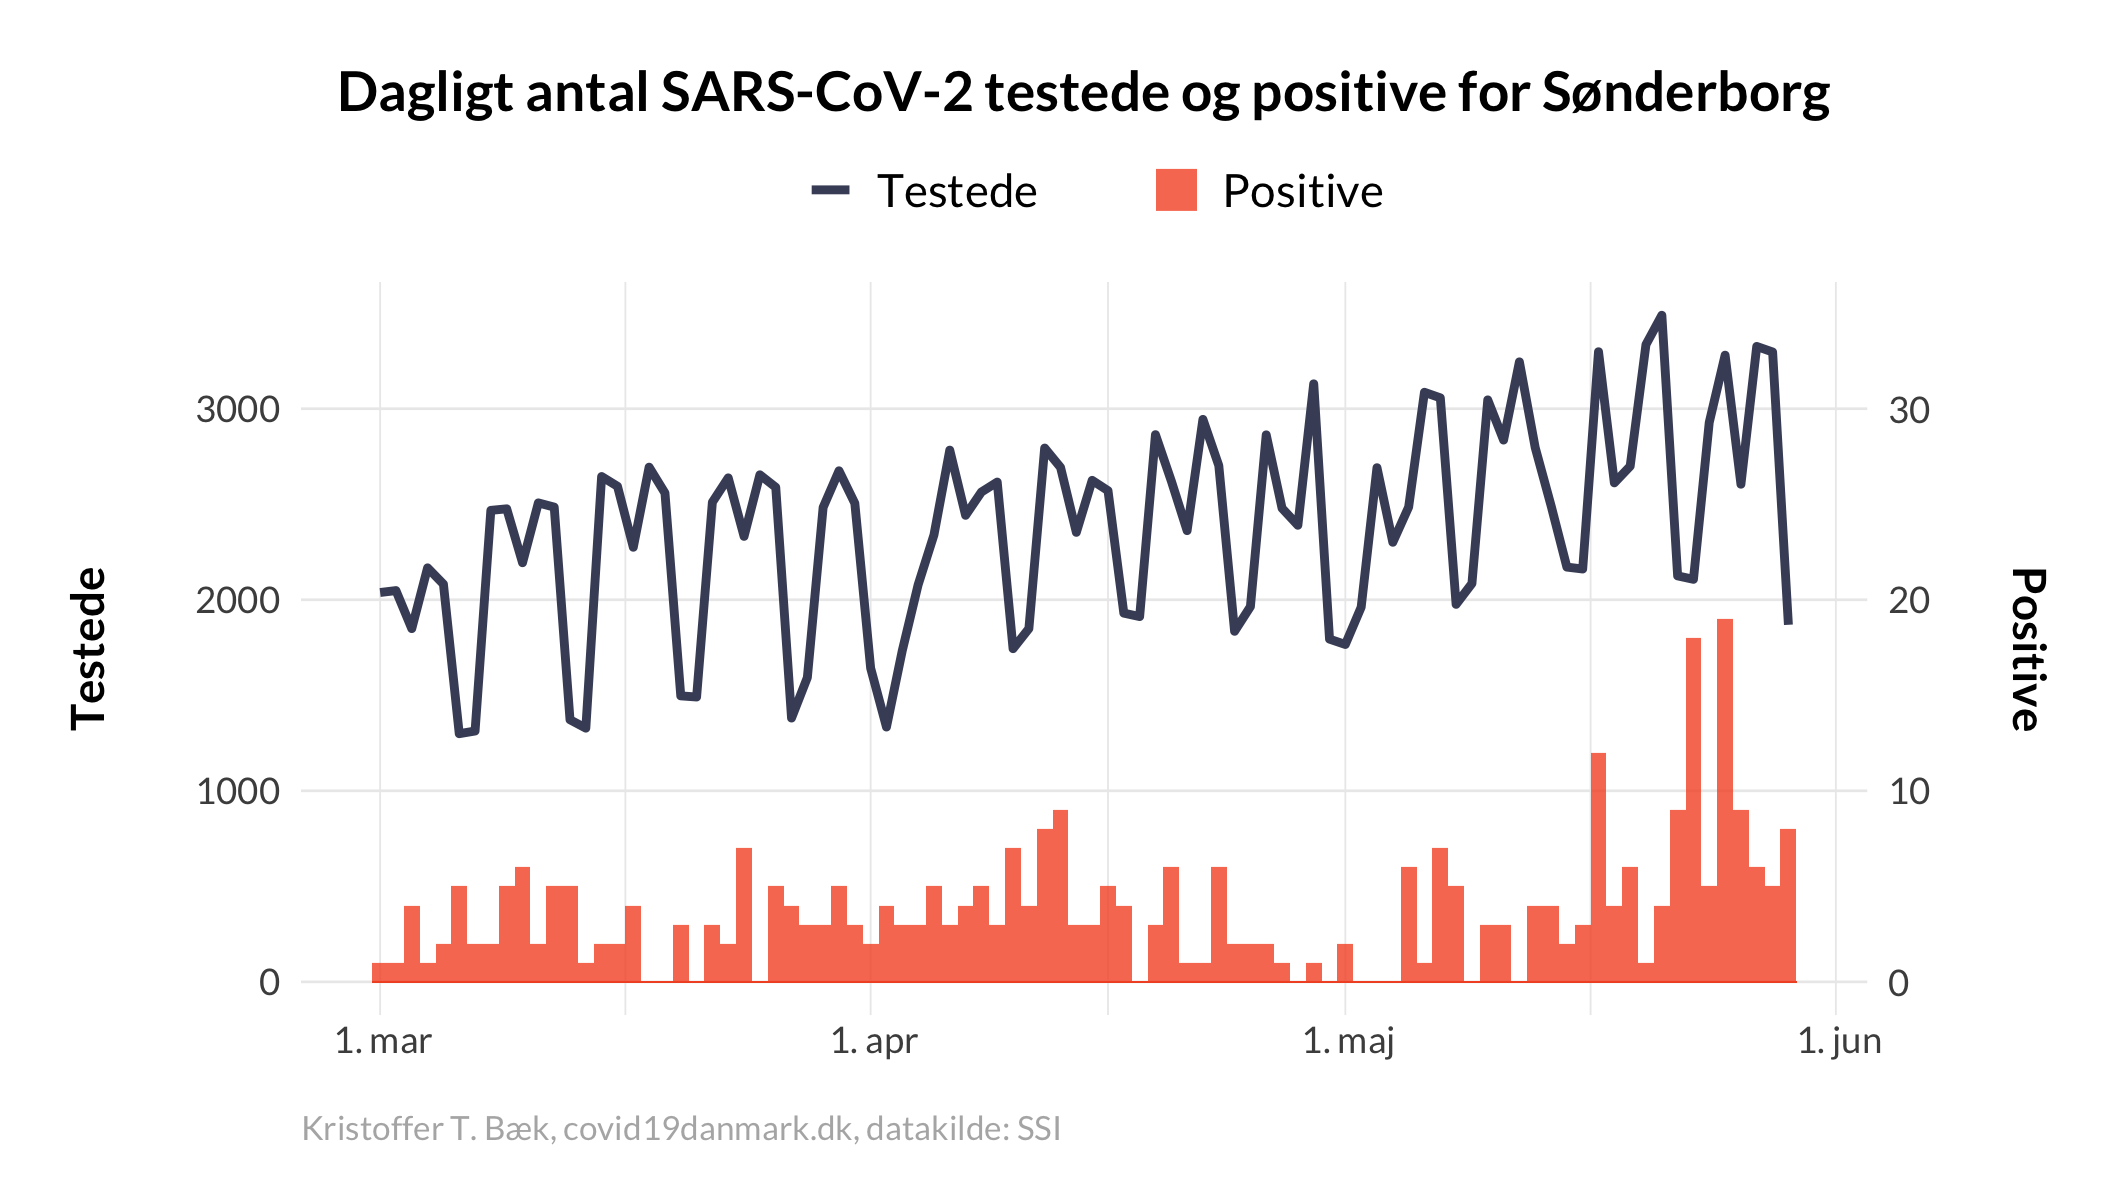 Dagligt antal SARS-CoV-2 testede og positive for Sønderborg
Testede Positive
3000 30
2000 20
Testede Positive
1000 10
0 0
1. mar 1. apr 1. maj 1. jun
Kristoffer T. Bæk, covid19danmark.dk, datakilde: SSI